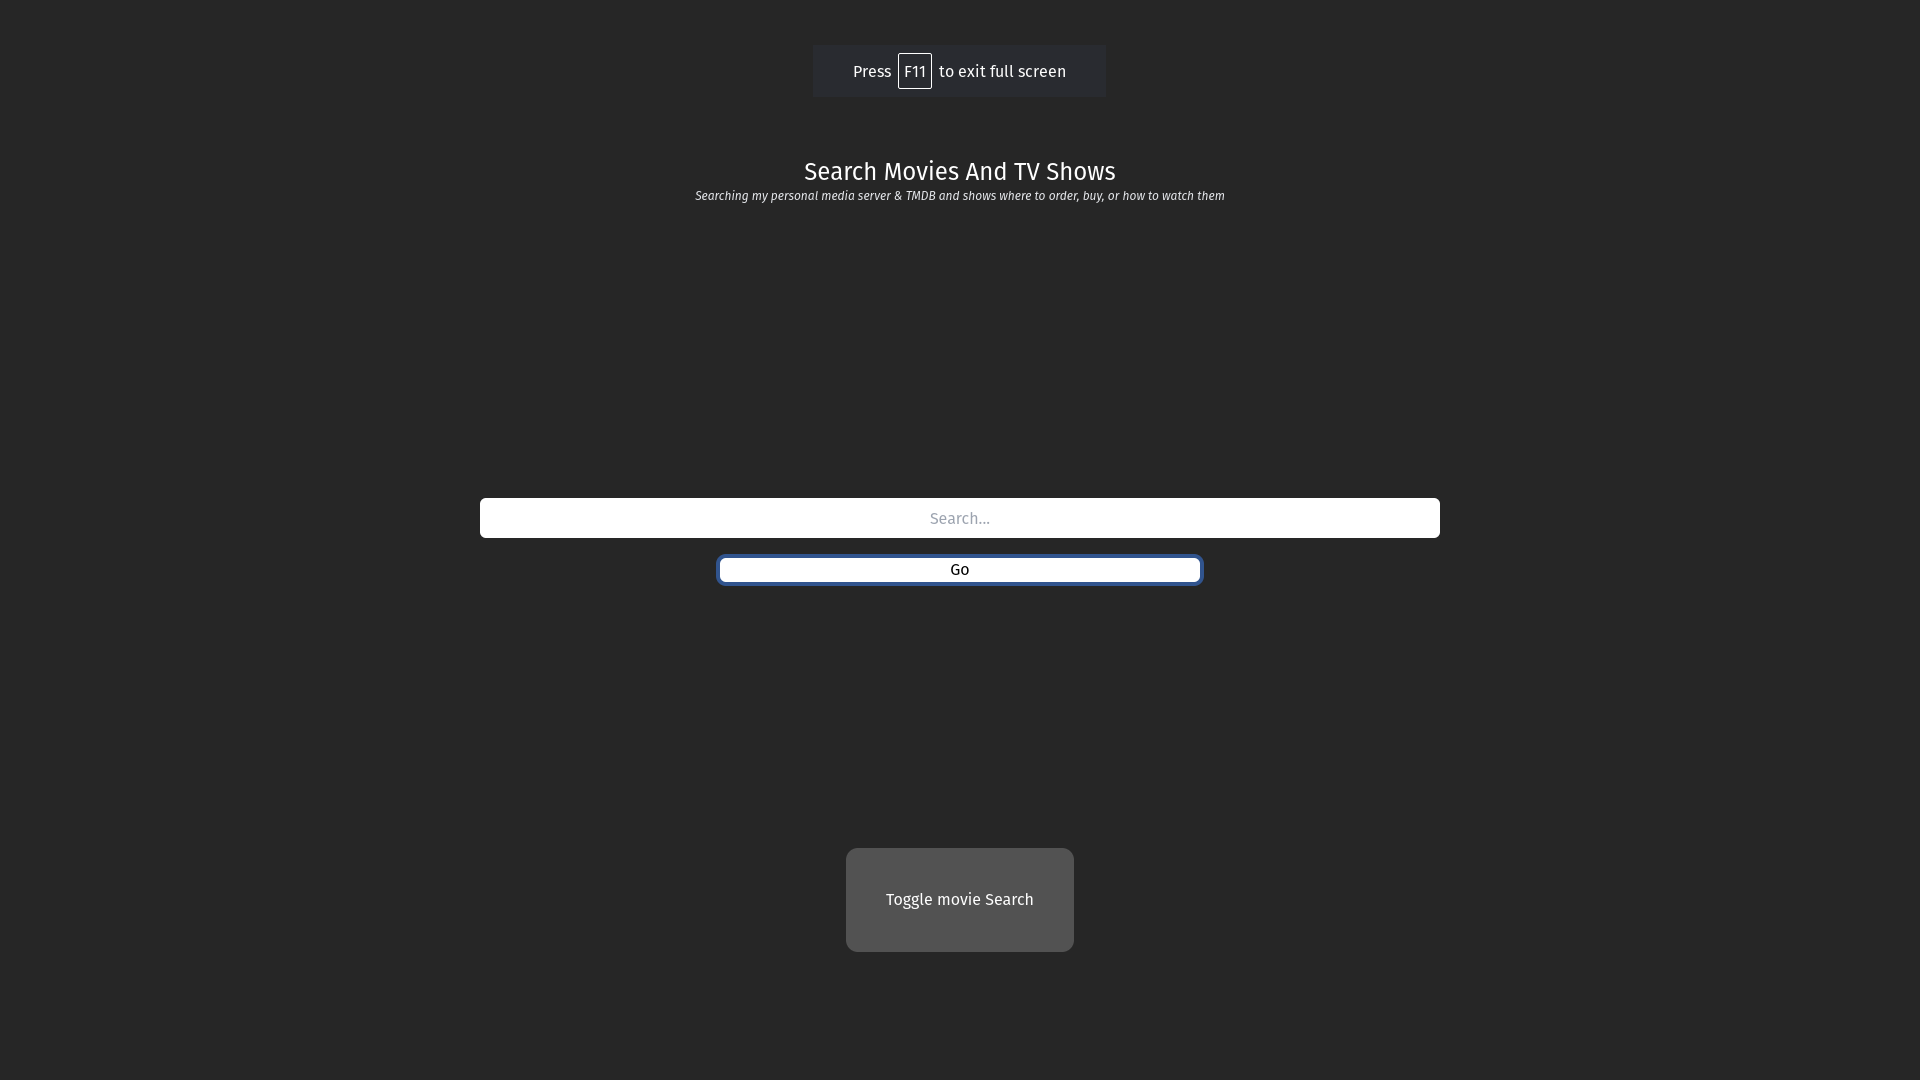 Press F11 to exit full screen
Search Movies And TV Shows
Searching my personal media server & TMDB and shows where to order, buy, or how to watch them
Search...
Go
Toggle movie Search